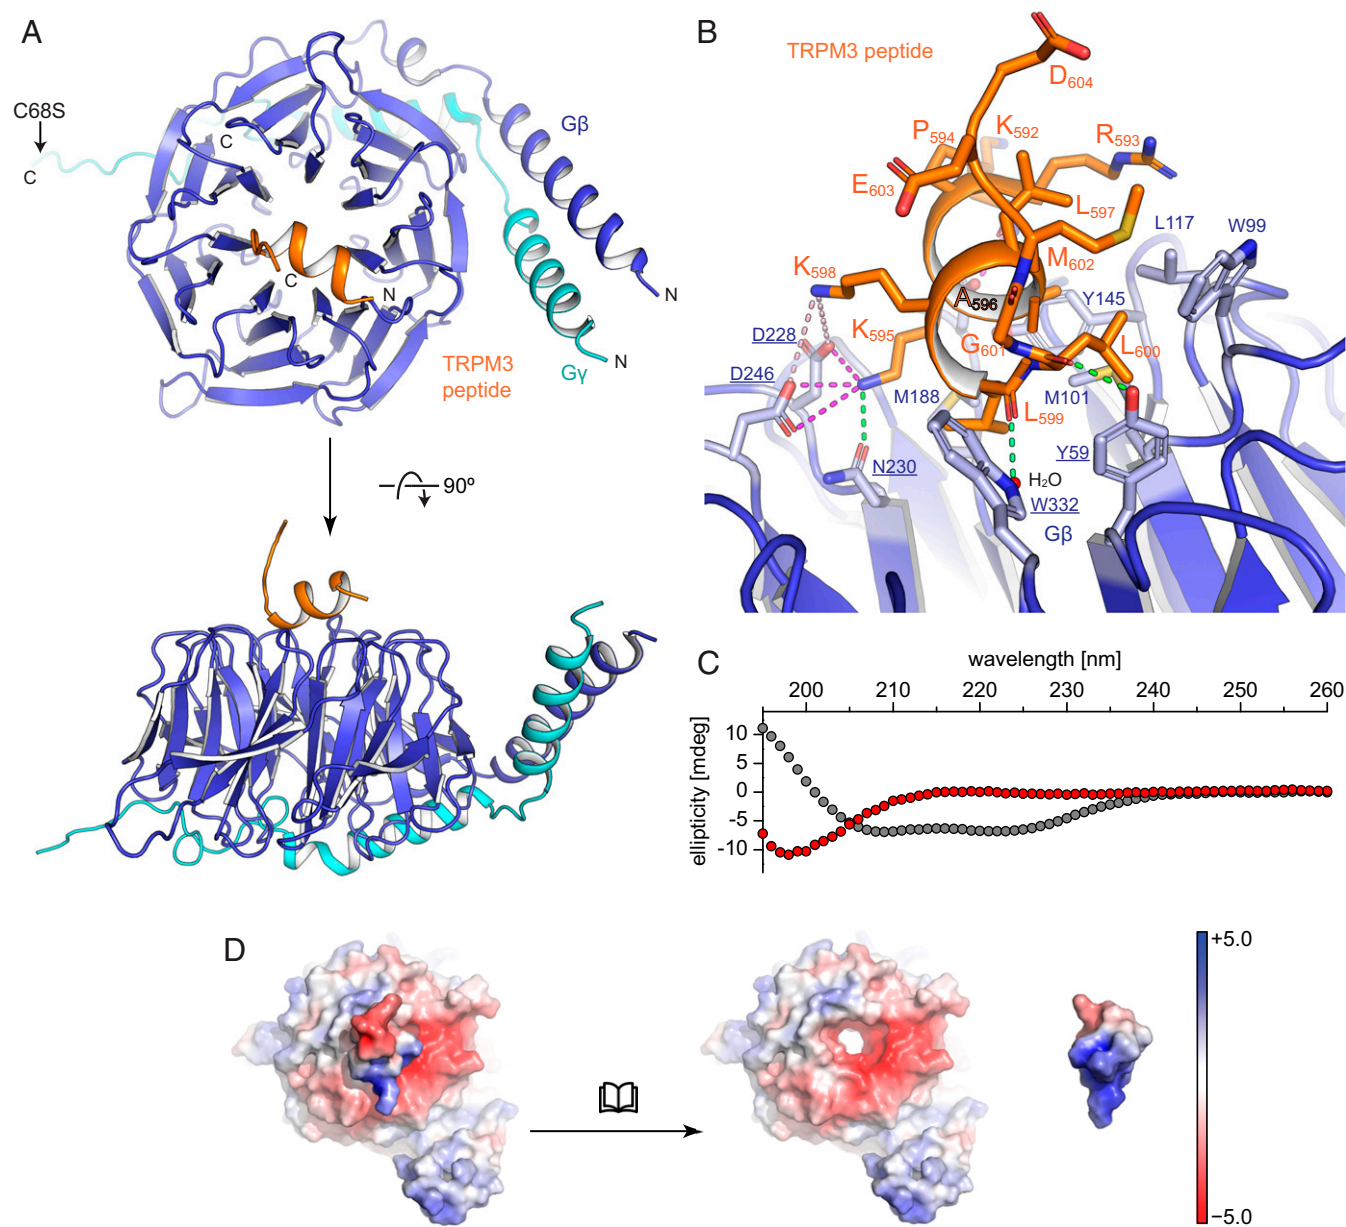 A
C68S
C
C
Gβ
C
N
N
N
TRPM3
peptide
Gγ
90º
B
TRPM3 peptide
D604
P594
K592
R593
E603
L597
L117
W99
M602
K598
A596
Y145
D228
K595
G601
L600
D246
M188
M101
L599
N230
Y59
H2O
W332
Gβ
C
wavelength [nm]
200 210 220 230 240 250 260
ellipticity [mdeg]
10
5
0
-5
-10
D
+5.0
−5.0